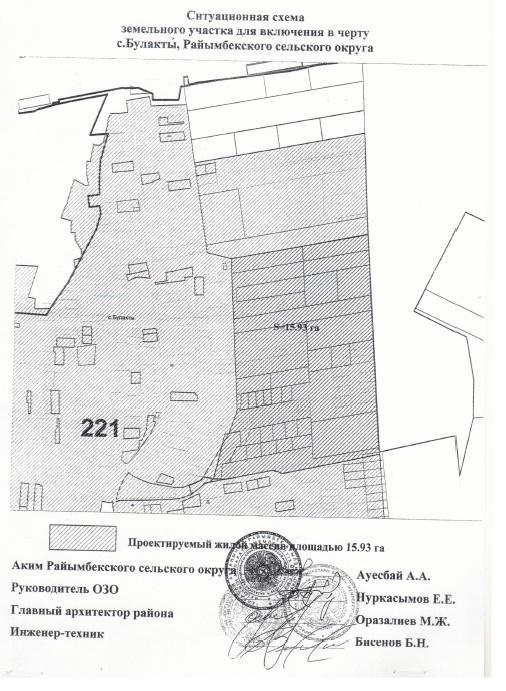 Ситуационная схема
земельного участка для включения в черту
с.Булакты, Райымбекского сельского округа
с.Булакты
S=15.93 га
221
Проектируемый жилой массив площадью 15.93 га
Аким Райымбекского сельского округа Ауесбай А.А.
Руководитель ОЗО Нуркасымов Е.Е.
Главный архитектор района Оразалиев М.Ж.
Инженер-техник Бисенов Б.Н.